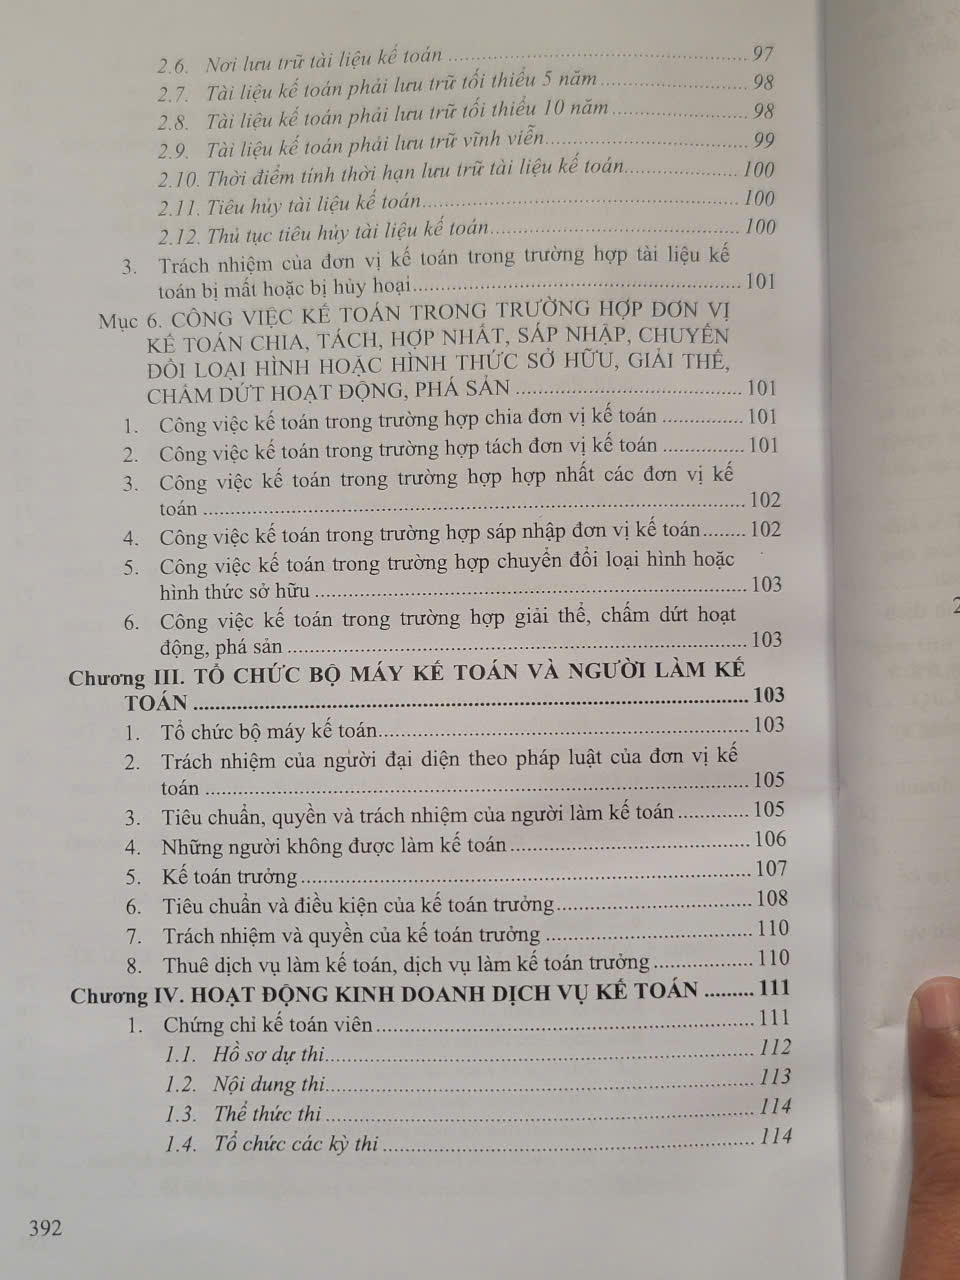 2.6. Nơi lưu trữ tài liệu kế toán ........ 97
2.7. Tài liệu kế toán phải lưu trữ tối thiểu 5 năm ........ 98
2.8. Tài liệu kế toán phải lưu trữ tối thiểu 10 năm ........ 98
2.9. Tài liệu kế toán phải lưu trữ vĩnh viễn ........ 99
2.10. Thời điểm tính thời hạn lưu trữ tài liệu kế toán ........ 100
2.11. Tiêu hủy tài liệu kế toán ........ 100
2.12. Thủ tục tiêu hủy tài liệu kế toán ........ 100
3. Trách nhiệm của đơn vị kế toán trong trường hợp tài liệu kế
toán bị mất hoặc bị hủy hoại ........ 101
Mục 6. CÔNG VIỆC KẾ TOÁN TRONG TRƯỜNG HỢP ĐƠN VỊ
KẾ TOÁN CHIA, TÁCH, HỢP NHẤT, SÁP NHẬP, CHUYỂN
ĐỔI LOẠI HÌNH HOẶC HÌNH THỨC SỞ HỮU, GIẢI THỂ,
CHẤM DỨT HOẠT ĐỘNG, PHÁ SẢN ........ 101
1. Công việc kế toán trong trường hợp chia đơn vị kế toán ........ 101
2. Công việc kế toán trong trường hợp tách đơn vị kế toán ........ 101
3. Công việc kế toán trong trường hợp hợp nhất các đơn vị kế
toán ........ 102
4. Công việc kế toán trong trường hợp sáp nhập đơn vị kế toán ........ 102
5. Công việc kế toán trong trường hợp chuyển đổi loại hình hoặc
hình thức sở hữu ........ 103
6. Công việc kế toán trong trường hợp giải thể, chấm dứt hoạt
động, phá sản ........ 103
Chương III. TỔ CHỨC BỘ MÁY KẾ TOÁN VÀ NGƯỜI LÀM KẾ
TOÁN ........ 103
1. Tổ chức bộ máy kế toán ........ 103
2. Trách nhiệm của người đại diện theo pháp luật của đơn vị kế
toán ........ 105
3. Tiêu chuẩn, quyền và trách nhiệm của người làm kế toán ........ 105
4. Những người không được làm kế toán ........ 106
5. Kế toán trưởng ........ 107
6. Tiêu chuẩn và điều kiện của kế toán trưởng ........ 108
7. Trách nhiệm và quyền của kế toán trưởng ........ 110
8. Thuê dịch vụ làm kế toán, dịch vụ làm kế toán trưởng ........ 110
Chương IV. HOẠT ĐỘNG KINH DOANH DỊCH VỤ KẾ TOÁN ........ 111
1. Chứng chỉ kế toán viên ........ 111
1.1. Hồ sơ dự thi ........ 112
1.2. Nội dung thi ........ 113
1.3. Thể thức thi ........ 114
1.4. Tổ chức các kỳ thi ........ 114
392